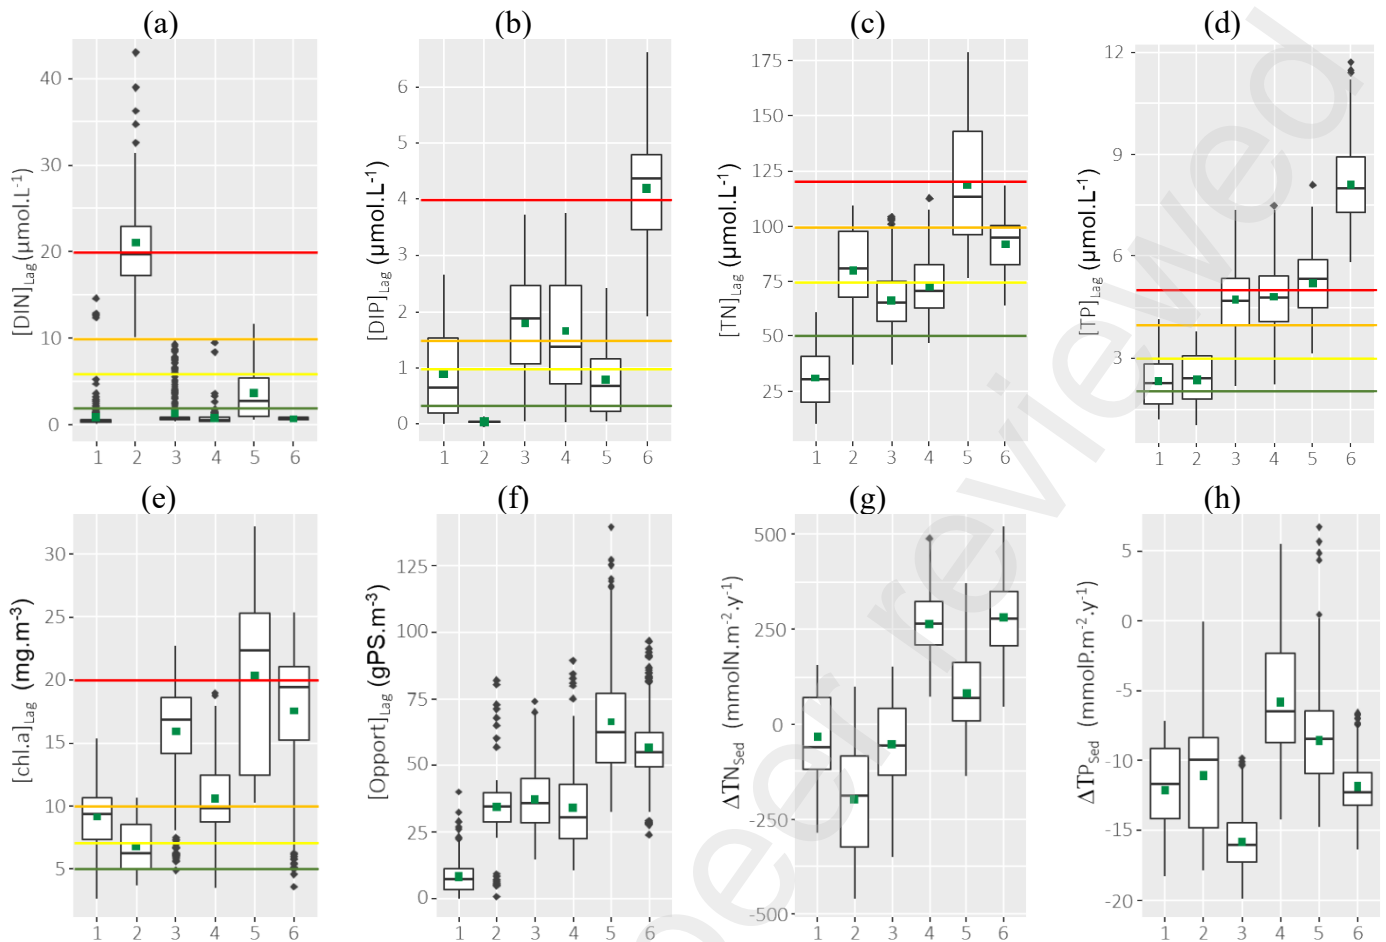 (a) (b) (c) (d)
[DIN]Lag (μmol.L-1)
40
30
20
10
0
1 2 3 4 5 6
[DIP]Lag (μmol.L-1)
6
5
4
3
2
1
0
1 2 3 4 5 6
[TN]Lag (μmol.L-1)
175
150
125
100
75
50
25
1 2 3 4 5 6
[TP]Lag (μmol.L-1)
12
9
6
3
1 2 3 4 5 6
(e) (f) (g) (h)
[chl.a]Lag (mg.m-3)
30
25
20
15
10
5
1 2 3 4 5 6
[Opport]Lag (gPS.m-3)
125
100
75
50
25
0
1 2 3 4 5 6
ΔTNSed (mmolN.m-2.y-1)
500
250
0
-250
-500
1 2 3 4 5 6
ΔTPSed (mmolP.m-2.y-1)
5
0
-5
-10
-15
-20
1 2 3 4 5 6
peer reviewed